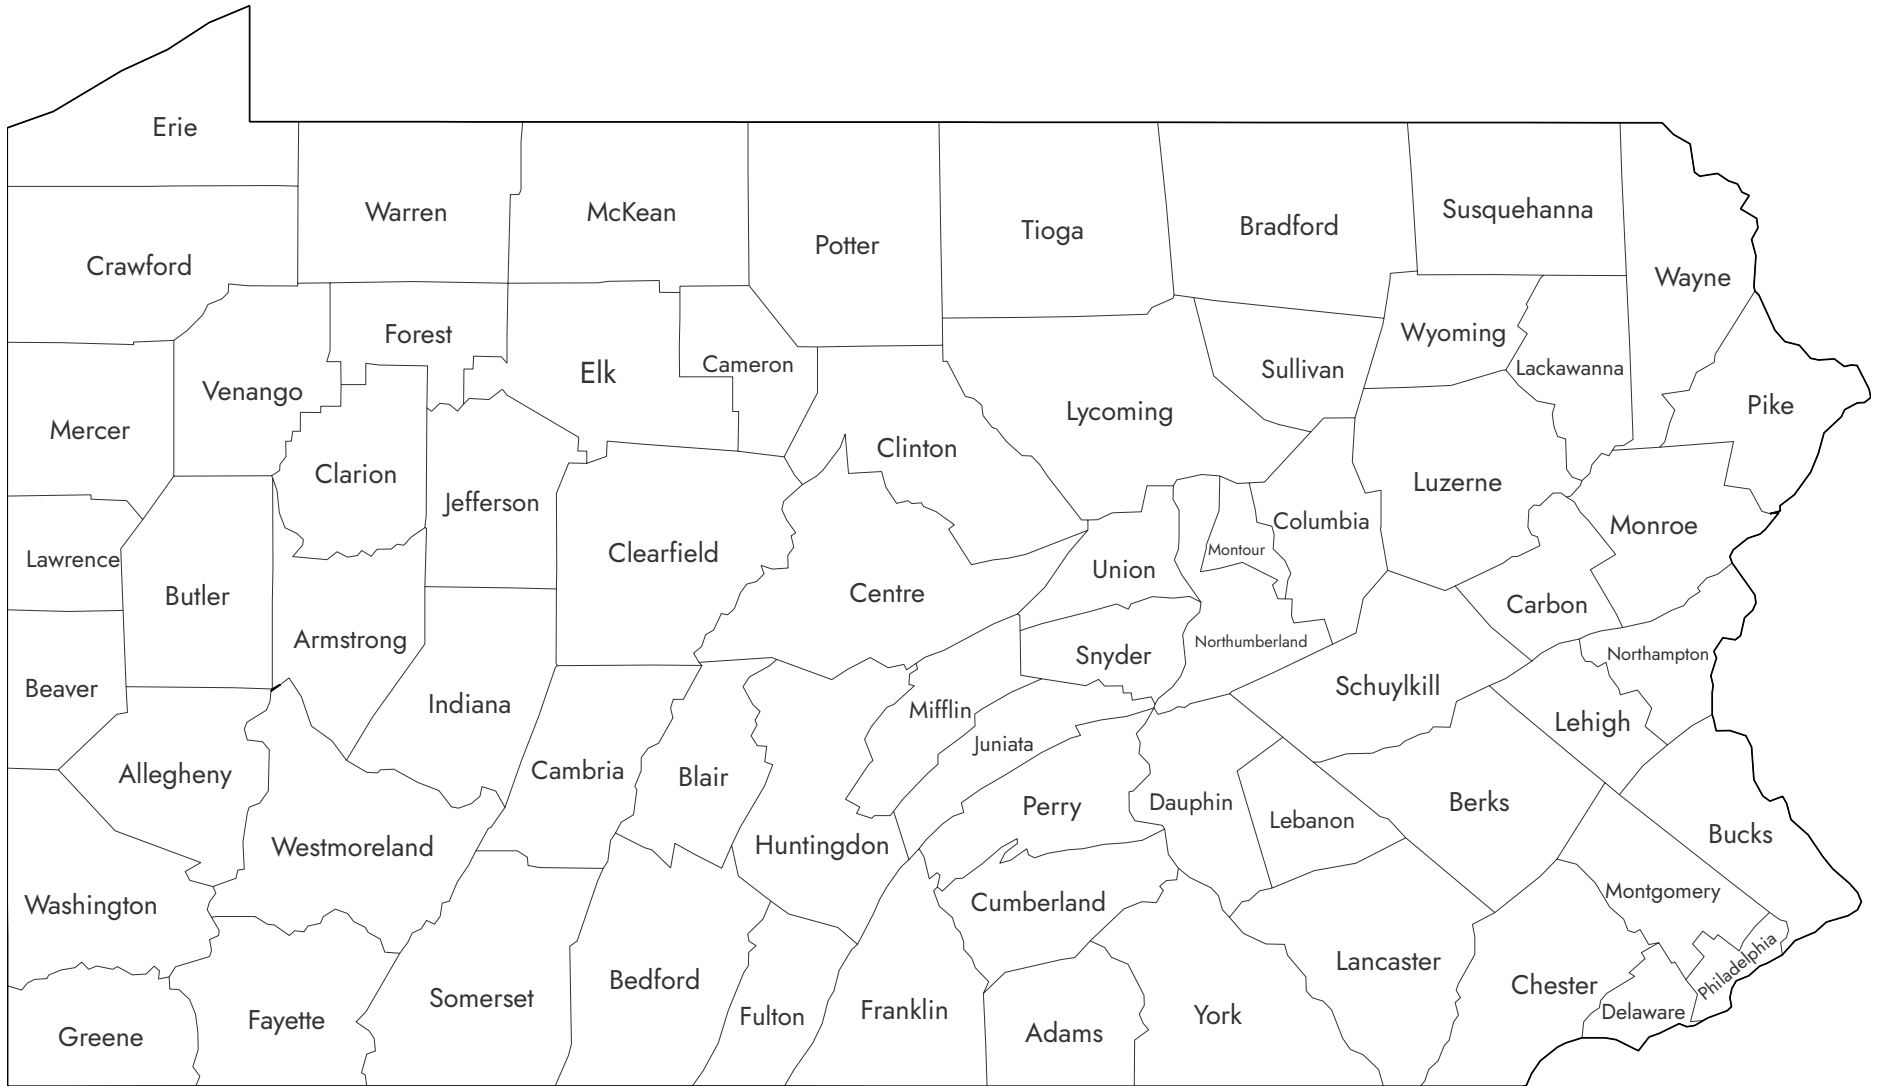 Erie
Warren
McKean
Susquehanna
Bradford
Tioga
Potter
Crawford
Wayne
Forest
Wyoming
Cameron
Lackawanna
Sullivan
Elk
Venango
Pike
Lycoming
Mercer
Clinton
Clarion
Luzerne
Jefferson
Columbia
Monroe
Montour
Clearfield
Lawrence
Union
Centre
Butler
Carbon
Armstrong
Northumberland
Northampton
Snyder
Schuylkill
Beaver
Indiana
Mifflin
Lehigh
Juniata
Cambria
Allegheny
Blair
Perry
Dauphin
Berks
Lebanon
Bucks
Huntingdon
Westmoreland
Montgomery
Cumberland
Washington
Lancaster
Philadelphia
Bedford
Chester
Somerset
Franklin
Delaware
York
Fulton
Fayette
Adams
Greene